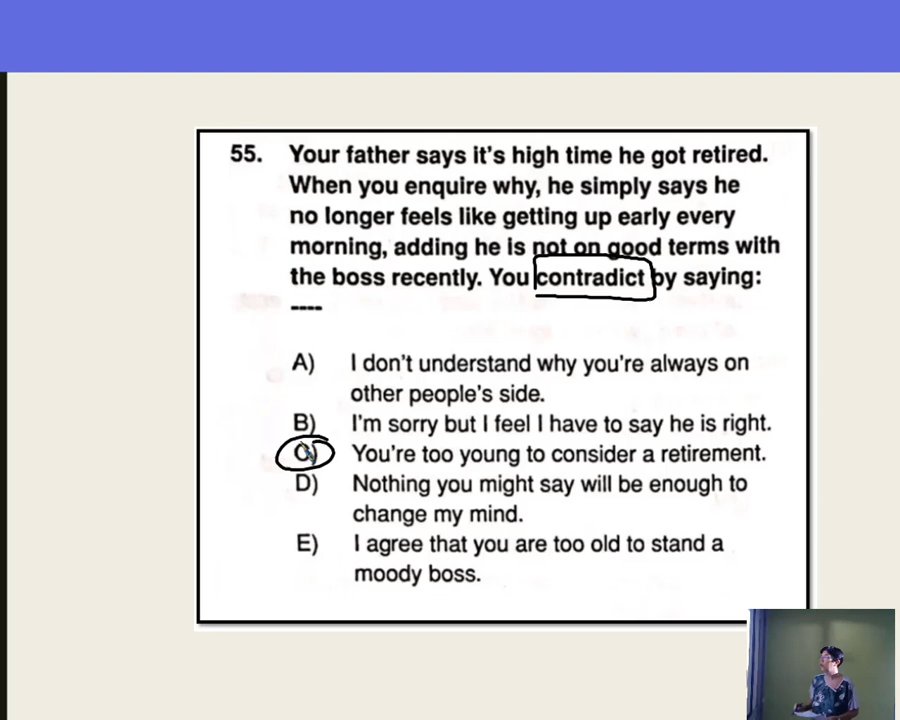 55. Your father says it's high time he got retired.
When you enquire why, he simply says he
no longer feels like getting up early every
morning, adding he is not on good terms with
the boss recently. You contradict by saying:
----
A) I don't understand why you're always on
other people's side.
B) I'm sorry but I feel I have to say he is right.
C) You're too young to consider a retirement.
D) Nothing you might say will be enough to
change my mind.
E) I agree that you are too old to stand a
moody boss.